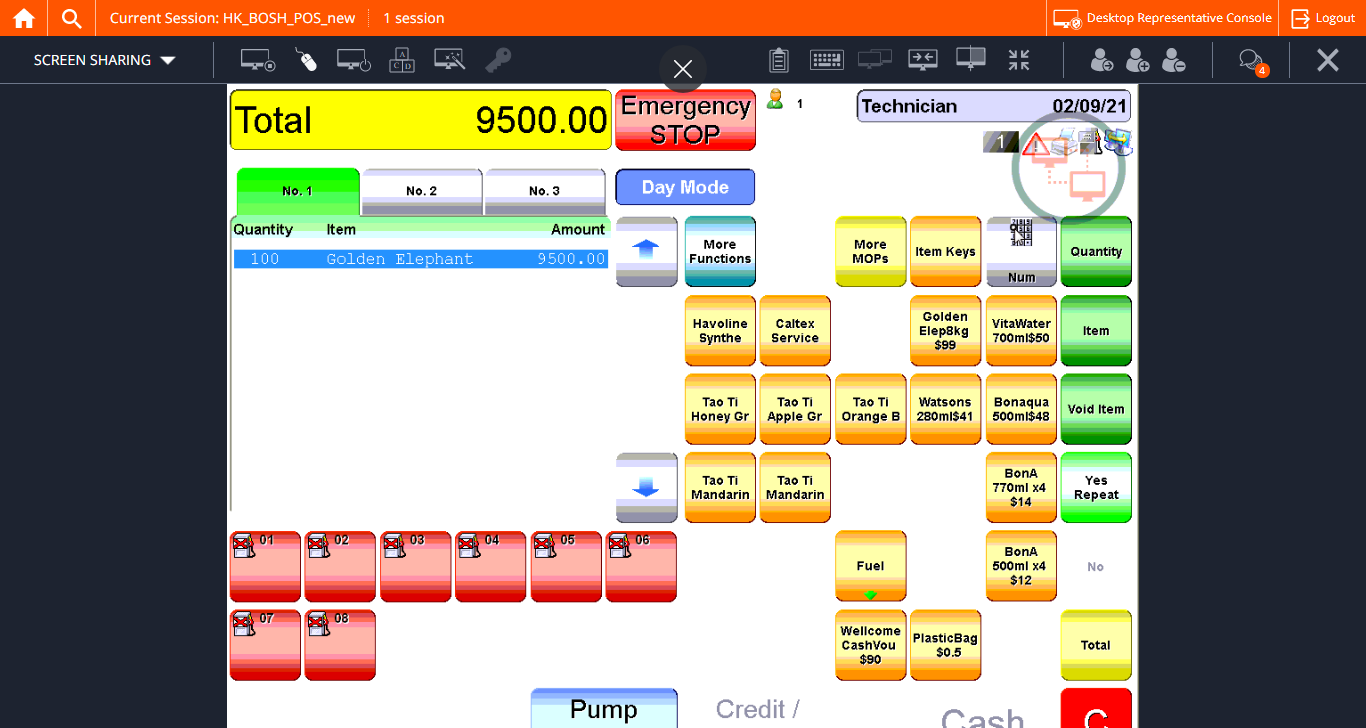 Current Session: HK_BOSH_POS_new 1 session Desktop Representative Console Logout
SCREEN SHARING
A
C D
4
Total 9500.00
Emergency
STOP
1
Technician 02/09/21
1
No. 1 No. 2 No. 3
Day Mode
Quantity Item Amount
100 Golden Elephant 9500.00
More
Functions
More
MOPs
Item Keys
Num
Quantity
Havoline
Synthe
Caltex
Service
Golden
Elep8kg
$99
VitaWater
700ml$50
Item
Tao Ti
Honey Gr
Tao Ti
Apple Gr
Tao Ti
Orange B
Watsons
280ml$41
Bonaqua
500ml$48
Void Item
Tao Ti
Mandarin
Tao Ti
Mandarin
BonA
770ml x4
$14
Yes
Repeat
01 02 03 04 05 06
Fuel
BonA
500ml x4
$12
No
07 08
Wellcome
CashVou
$90
PlasticBag
$0.5
Total
Pump
Credit /
Cash
C